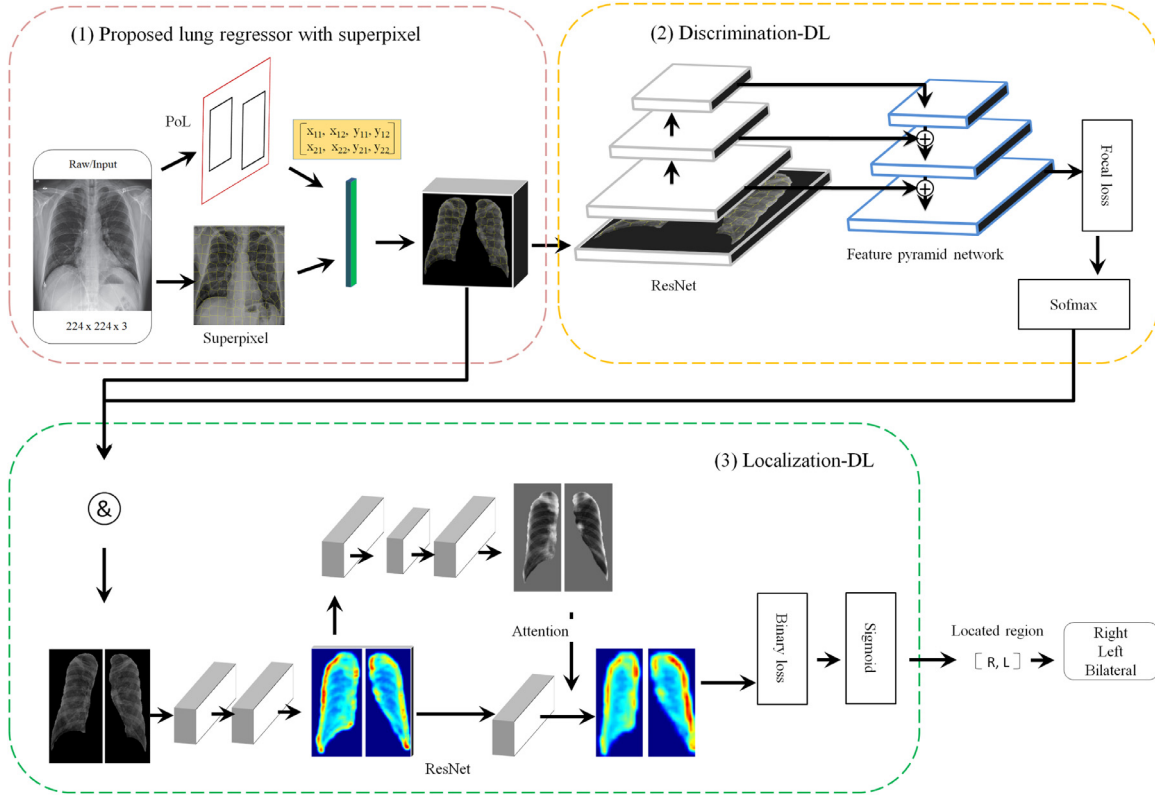 (1) Proposed lung regressor with superpixel
PoL
Raw/Input
224 x 224 x 3
x11, x12, y11, y12
x21, x22, y21, y22
Superpixel
(2) Discrimination-DL
ResNet
Feature pyramid network
Focal loss
Sofmax
(3) Localization-DL
&
Attention
ResNet
Binary loss
Sigmoid
Located region
[R, L]
Right
Left
Bilateral